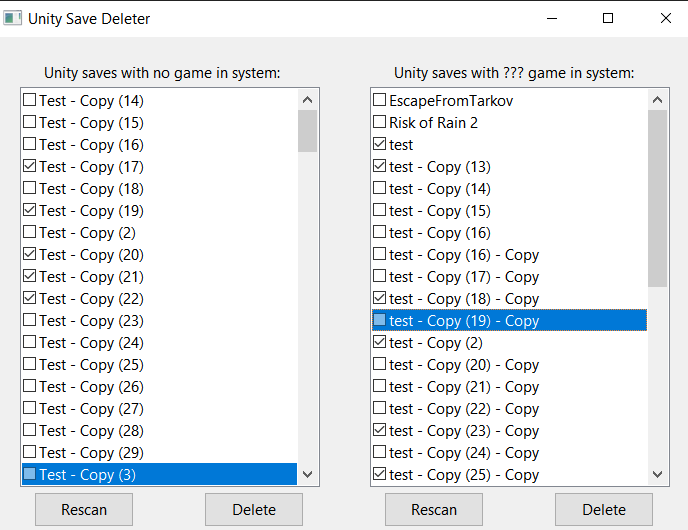 Unity Save Deleter
Unity saves with no game in system:
Test - Copy (14)
Test - Copy (15)
Test - Copy (16)
Test - Copy (17)
Test - Copy (18)
Test - Copy (19)
Test - Copy (2)
Test - Copy (20)
Test - Copy (21)
Test - Copy (22)
Test - Copy (23)
Test - Copy (24)
Test - Copy (25)
Test - Copy (26)
Test - Copy (27)
Test - Copy (28)
Test - Copy (29)
Test - Copy (3)
Rescan
Delete
Unity saves with ??? game in system:
EscapeFromTarkov
Risk of Rain 2
test
test - Copy (13)
test - Copy (14)
test - Copy (15)
test - Copy (16)
test - Copy (16) - Copy
test - Copy (17) - Copy
test - Copy (18) - Copy
test - Copy (19) - Copy
test - Copy (2)
test - Copy (20) - Copy
test - Copy (21) - Copy
test - Copy (22) - Copy
test - Copy (23) - Copy
test - Copy (24) - Copy
test - Copy (25) - Copy
Rescan
Delete